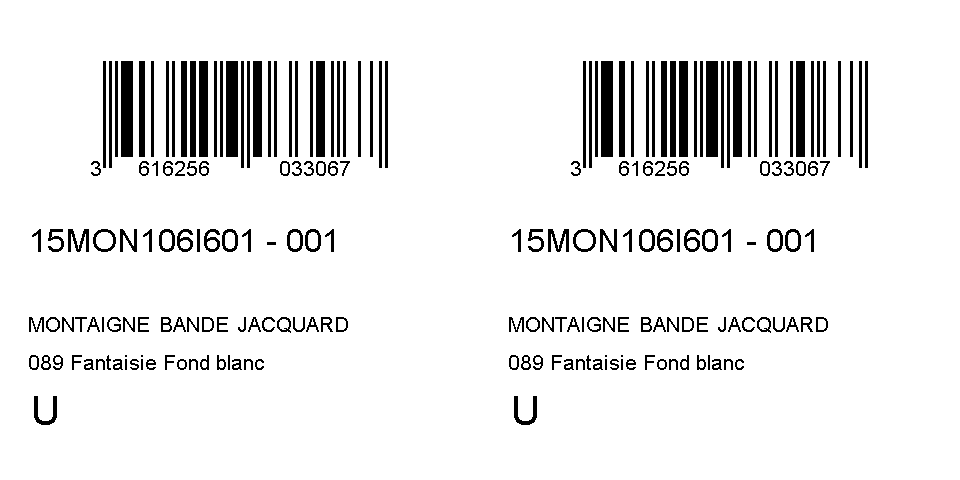 3 616256 033067
15MON106I601 - 001
MONTAIGNE BANDE JACQUARD
089 Fantaisie Fond blanc
U
3 616256 033067
15MON106I601 - 001
MONTAIGNE BANDE JACQUARD
089 Fantaisie Fond blanc
U